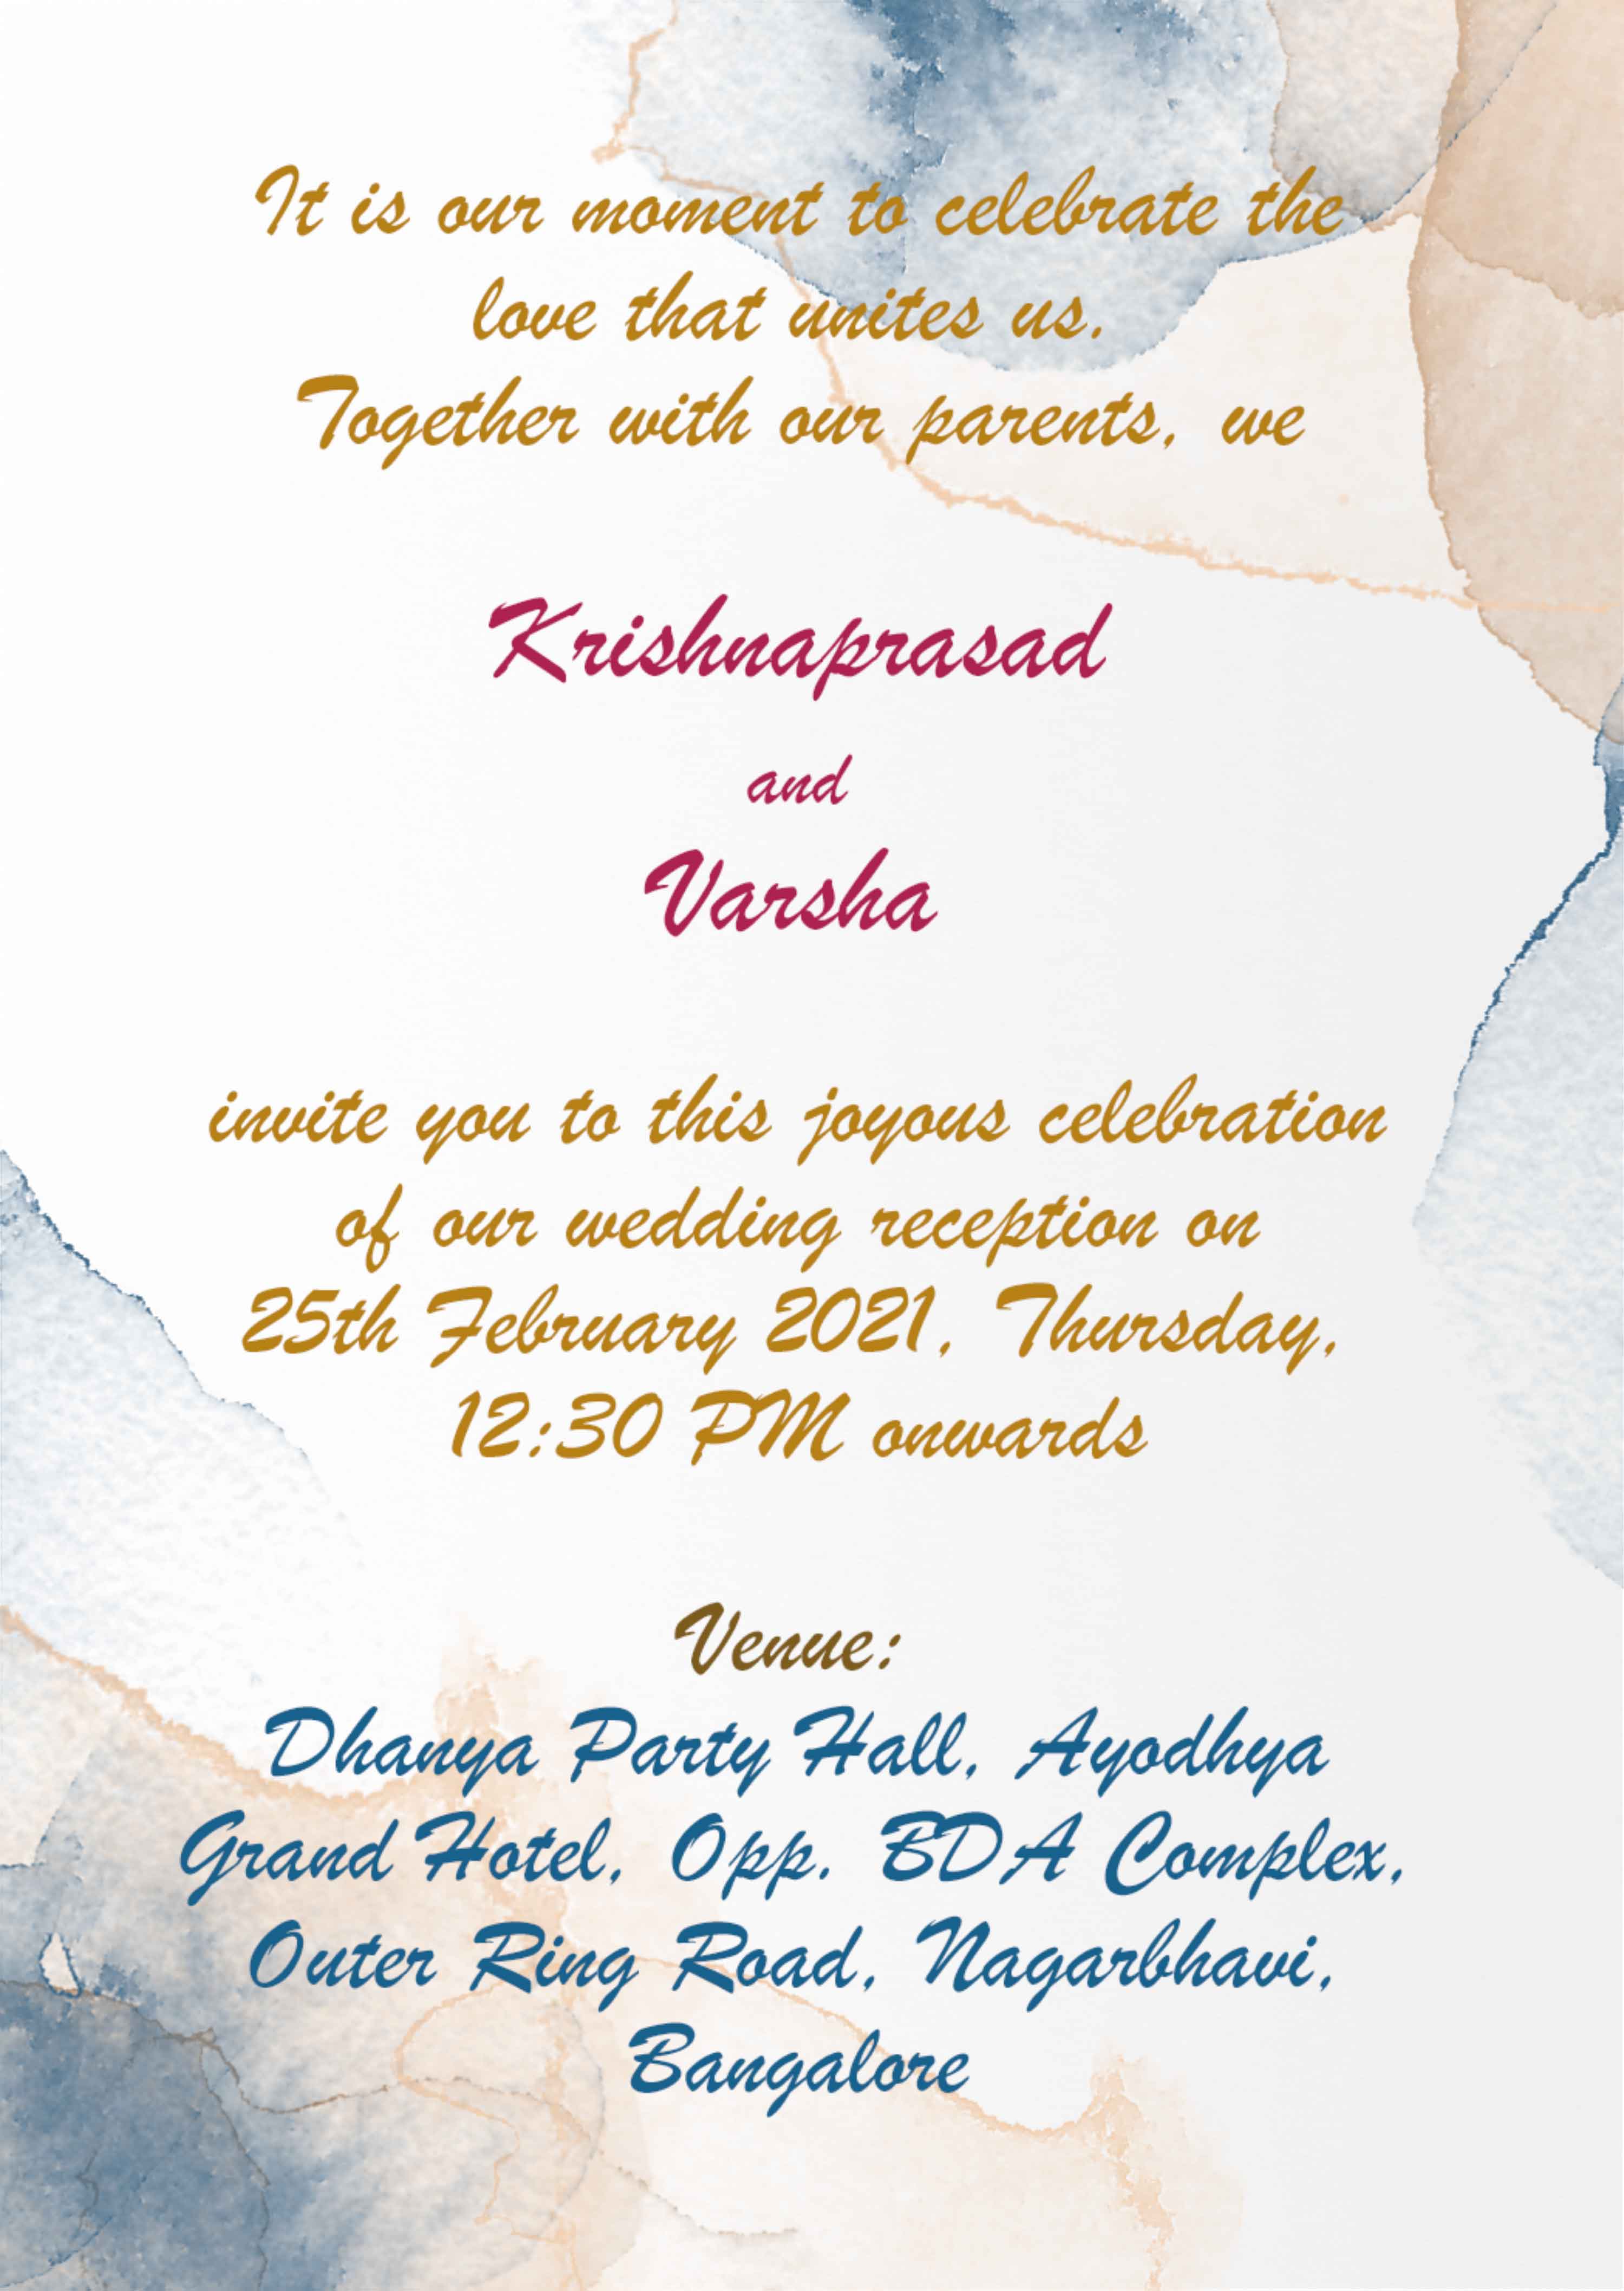 It is our moment to celebrate the
love that unites us.
Together with our parents, we
Krishnaprasad
and
Varsha
invite you to this joyous celebration
of our wedding reception on
25th February 2021, Thursday,
12:30 PM onwards
Venue:
Dhanya Party Hall, Ayodhya
Grand Hotel, Opp. BDA Complex,
Outer Ring Road, Nagarbhavi,
Bangalore